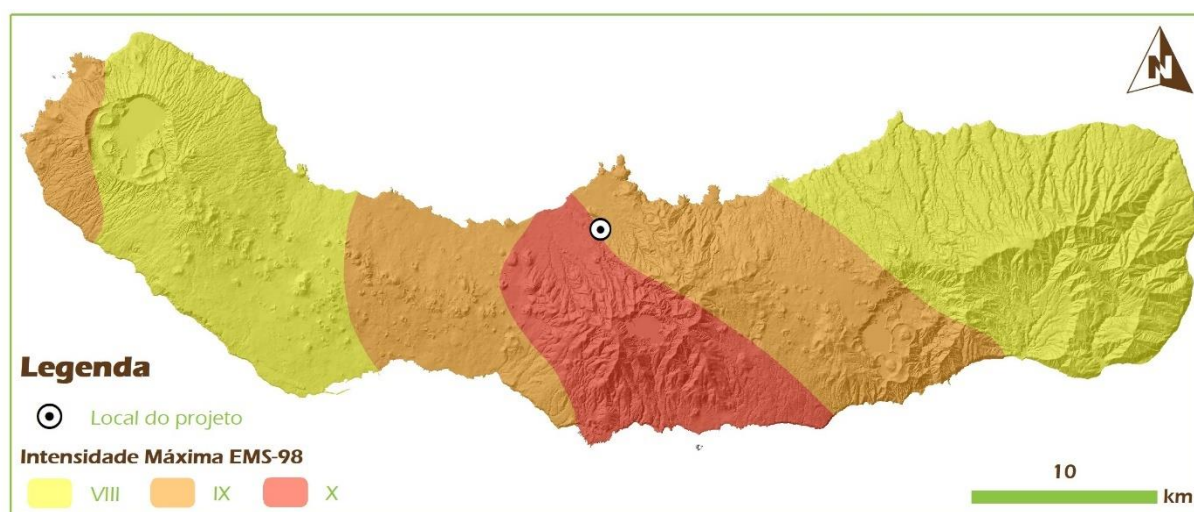 N
Legenda
Local do projeto
Intensidade Máxima EMS-98
VIII IX X
10
km